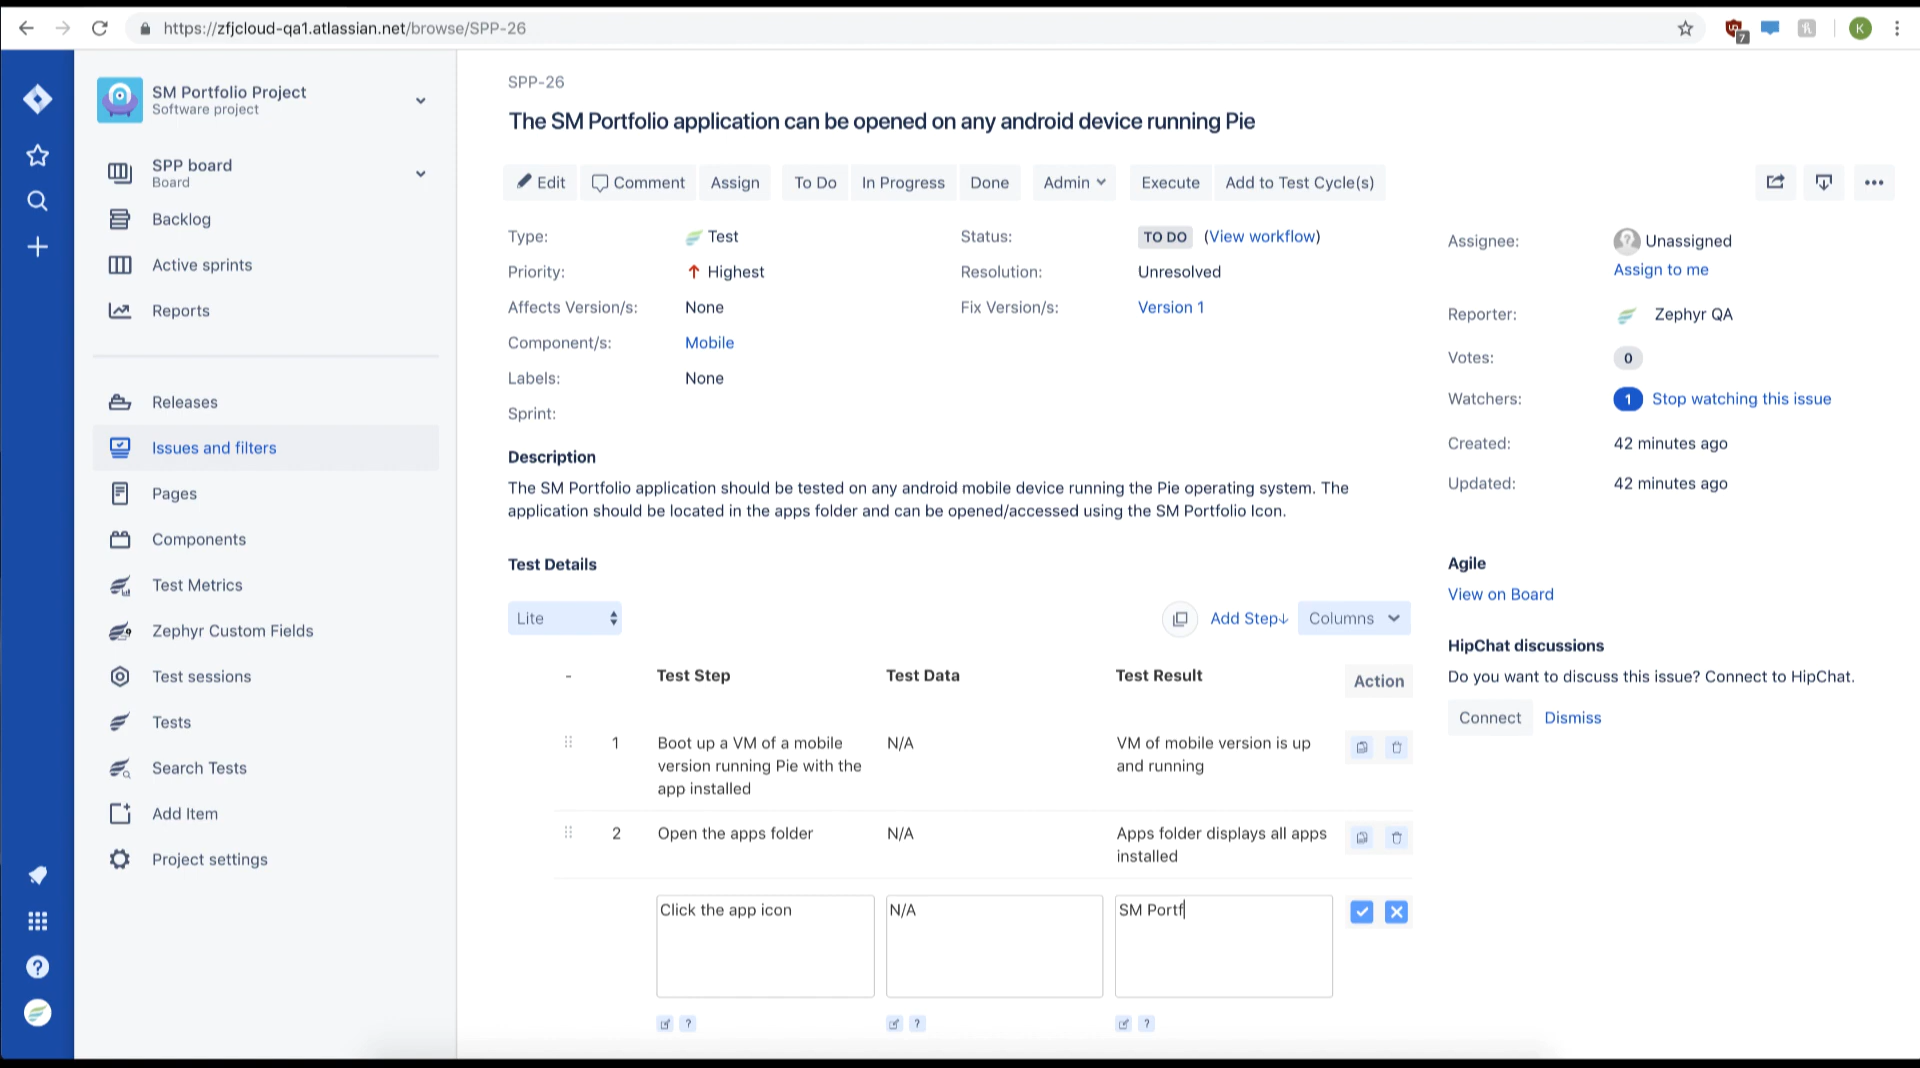 https://zfjcloud-qa1.atlassian.net/browse/SPP-26
7
K
SM Portfolio Project
Software project
SPP board
Board
Backlog
Active sprints
Reports
Releases
Issues and filters
Pages
Components
Test Metrics
Zephyr Custom Fields
Test sessions
Tests
Search Tests
Add Item
Project settings
SPP-26
The SM Portfolio application can be opened on any android device running Pie
Edit Comment Assign To Do In Progress Done Admin Execute Add to Test Cycle(s)
Type: Test
Priority: Highest
Affects Version/s: None
Component/s: Mobile
Labels: None
Sprint:
Status: TO DO (View workflow)
Resolution: Unresolved
Fix Version/s: Version 1
Description
The SM Portfolio application should be tested on any android mobile device running the Pie operating system. The
application should be located in the apps folder and can be opened/accessed using the SM Portfolio Icon.
Test Details
Lite
Add Step↓ Columns
- Test Step Test Data Test Result Action
1 Boot up a VM of a mobile N/A VM of mobile version is up
version running Pie with the and running
app installed
2 Open the apps folder N/A Apps folder displays all apps
installed
Click the app icon N/A SM Portf
? ? ?
Assignee: Unassigned
Assign to me
Reporter: Zephyr QA
Votes: 0
Watchers: 1 Stop watching this issue
Created: 42 minutes ago
Updated: 42 minutes ago
Agile
View on Board
HipChat discussions
Do you want to discuss this issue? Connect to HipChat.
Connect Dismiss